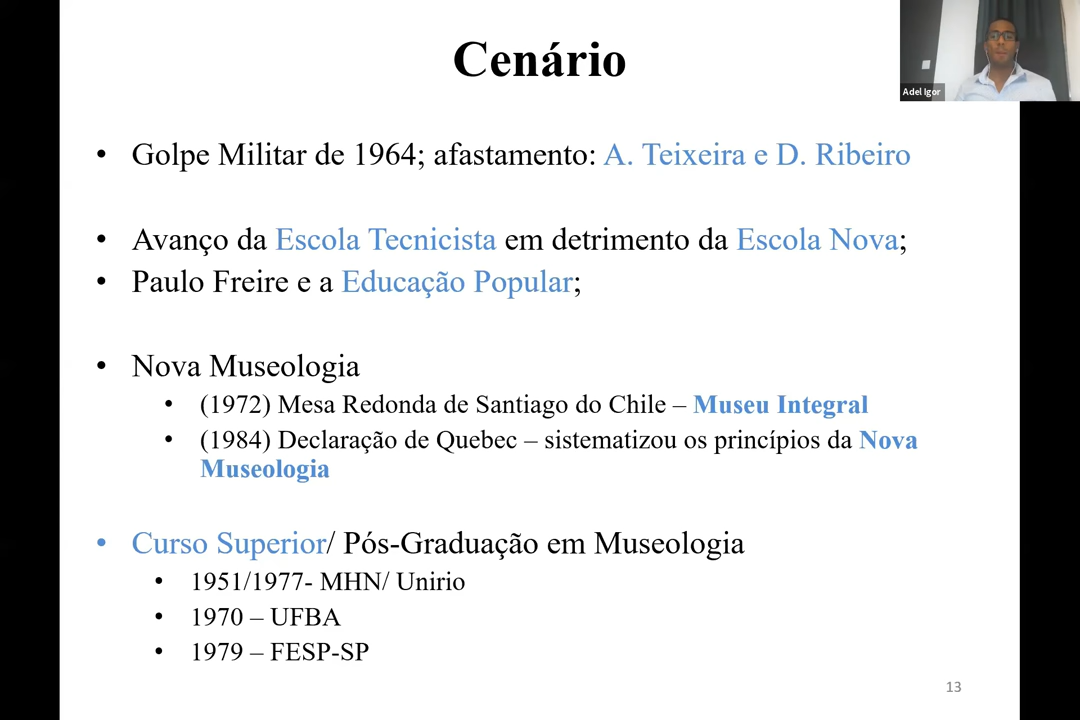 Cenário
Adel Igor
• Golpe Militar de 1964; afastamento: A. Teixeira e D. Ribeiro
• Avanço da Escola Tecnicista em detrimento da Escola Nova;
• Paulo Freire e a Educação Popular;
• Nova Museologia
• (1972) Mesa Redonda de Santiago do Chile – Museu Integral
• (1984) Declaração de Quebec – sistematizou os princípios da Nova
Museologia
• Curso Superior/ Pós-Graduação em Museologia
• 1951/1977- MHN/ Unirio
• 1970 – UFBA
• 1979 – FESP-SP
13